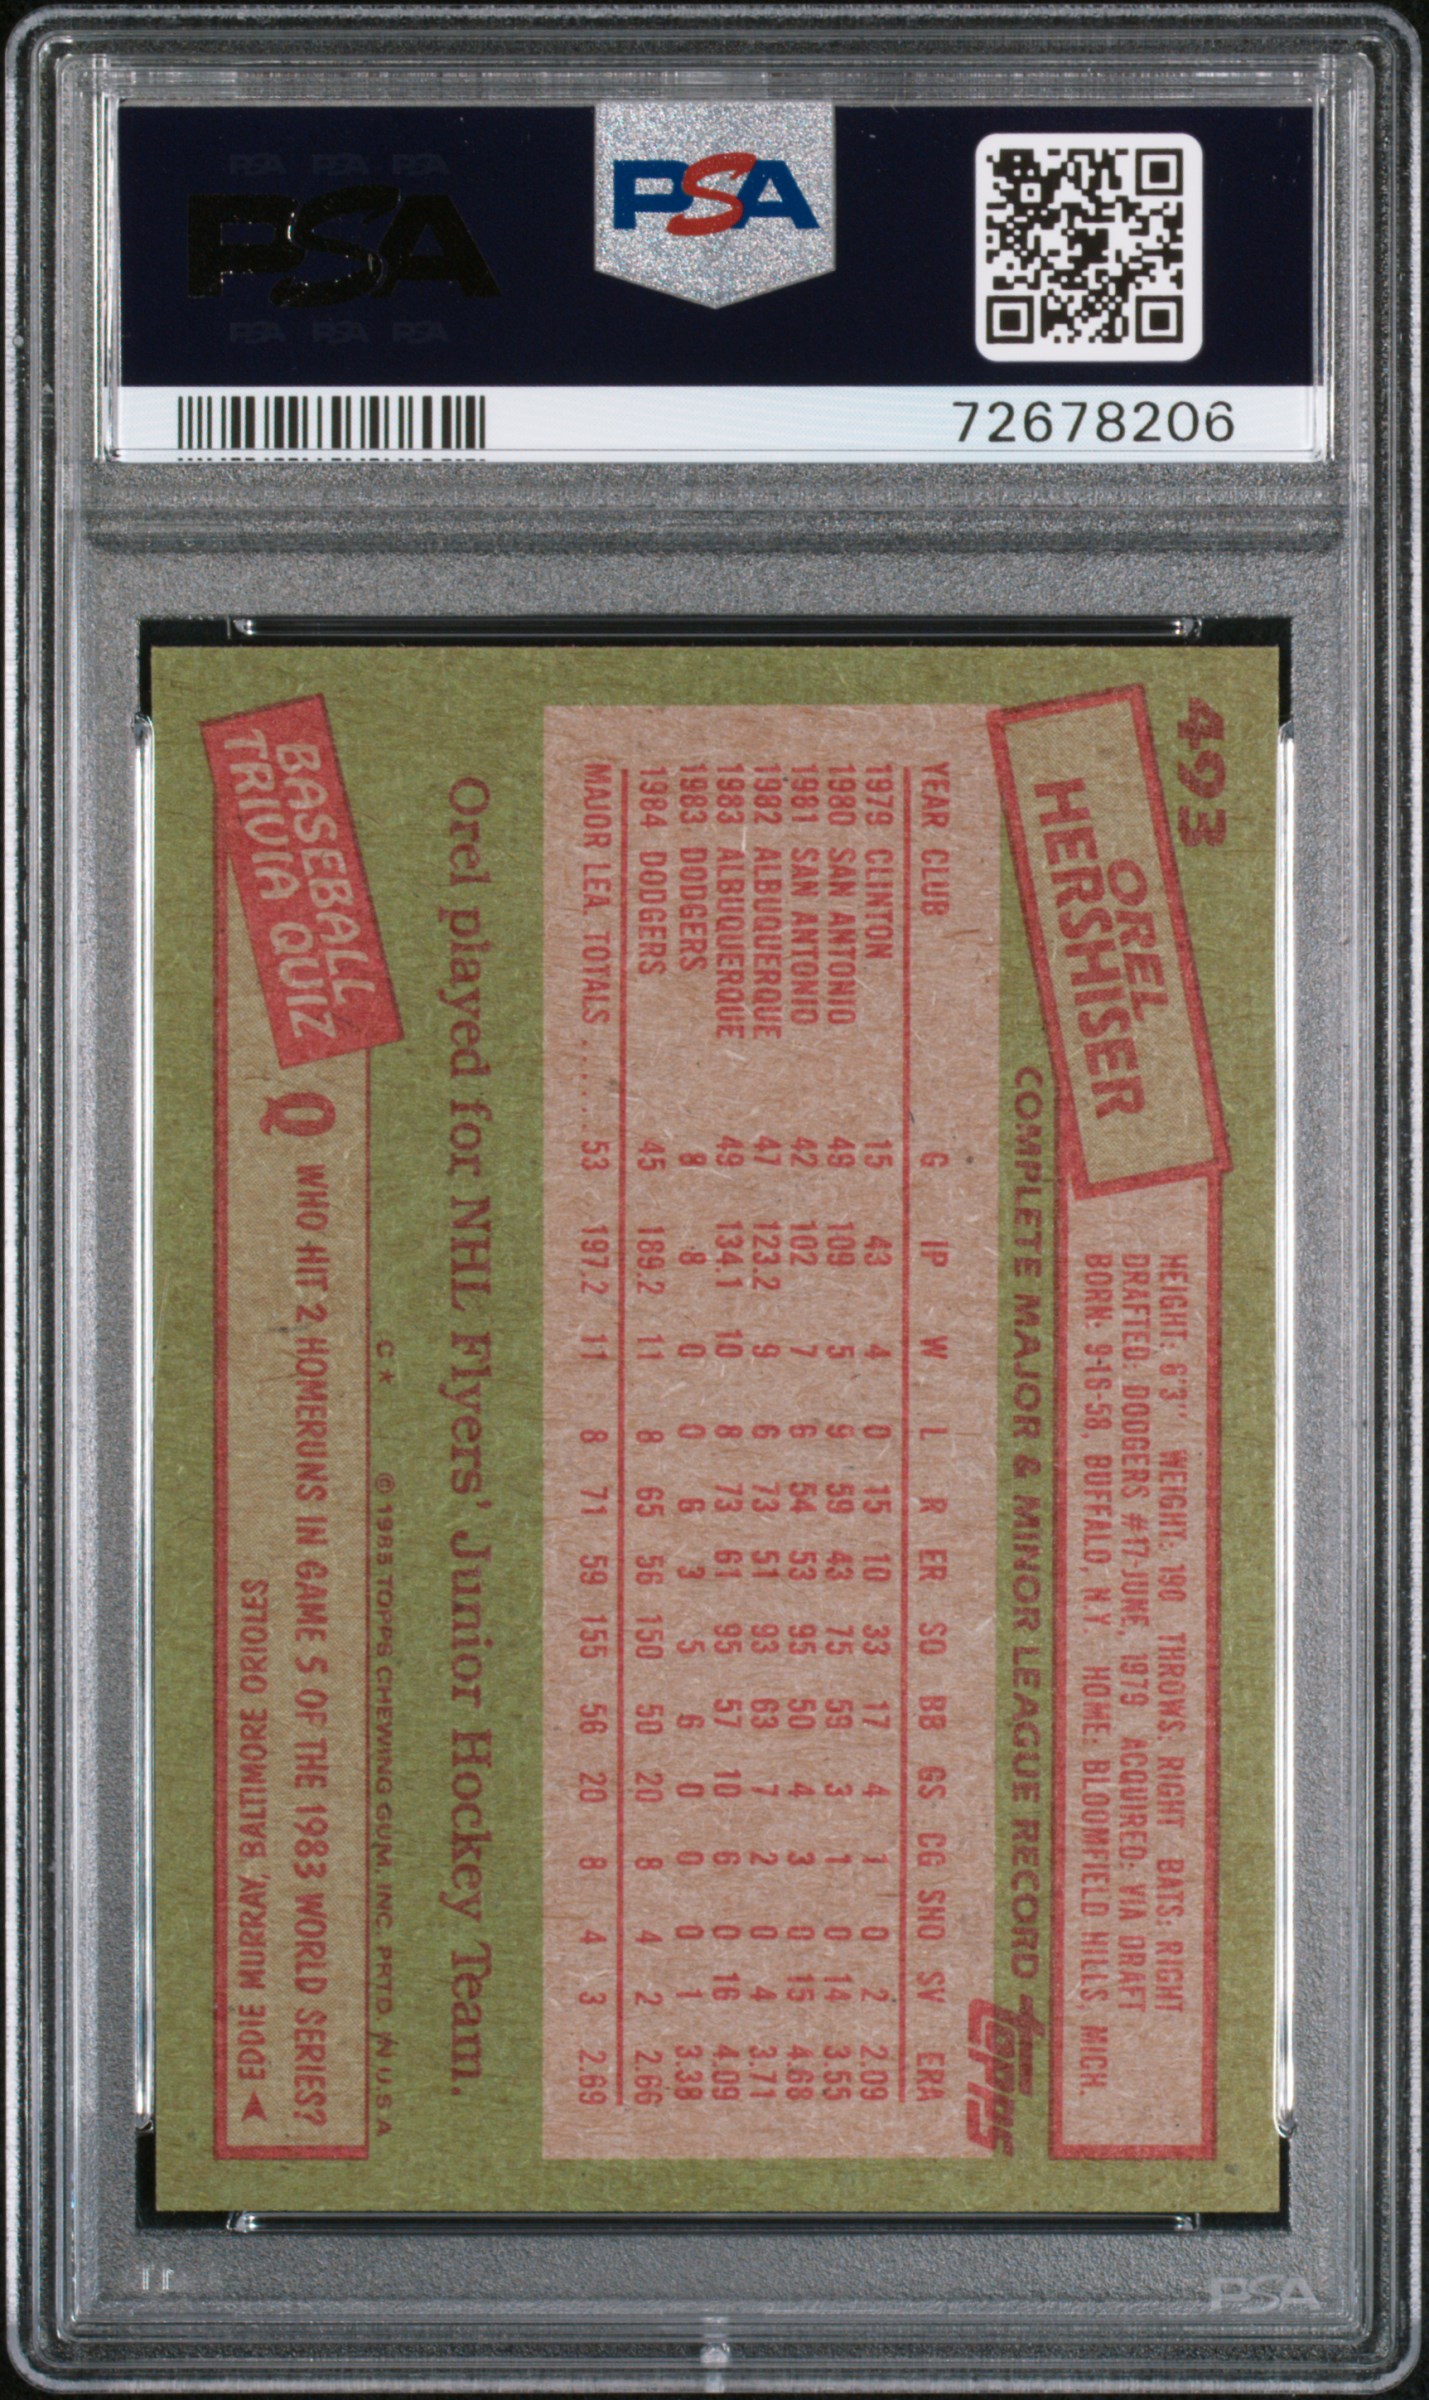 PSA PSA PSA
PSA
PSA PSA PSA
PSA
72678206
493
OREL
HERSHISER
HEIGHT: 6'3" WEIGHT: 190 THROWS: RIGHT BATS: RIGHT
DRAFTED: DODGERS #17-JUNE, 1979 ACQUIRED: VIA DRAFT
BORN: 9-16-58, BUFFALO, N.Y. HOME: BLOOMFIELD HILLS, MICH.
COMPLETE MAJOR & MINOR LEAGUE RECORD
topps
YEAR CLUB G IP W L R ER SO BB GS CG SHO SV ERA
1979 CLINTON 15 43 4 0 15 10 33 17 4 1 0 2 2.09
1980 SAN ANTONIO 49 109 5 9 59 43 75 59 3 1 0 14 3.55
1981 SAN ANTONIO 42 102 7 6 54 53 95 50 4 3 0 15 4.68
1982 ALBUQUERQUE 47 123.2 9 6 73 51 93 63 7 2 0 4 3.71
1983 ALBUQUERQUE 49 134.1 10 8 73 61 95 57 10 6 0 16 4.09
1983 DODGERS 8 8 0 0 6 3 5 6 0 0 0 1 3.38
1984 DODGERS 45 189.2 11 8 65 56 150 50 20 8 4 2 2.66
MAJOR LEA. TOTALS ...... 53 197.2 11 8 71 59 155 56 20 8 4 3 2.69
Orel played for NHL Flyers' Junior Hockey Team.
C* © 1985 TOPPS CHEWING GUM, INC. PRTD. IN U.S.A
BASEBALL
TRIVIA QUIZ
Q WHO HIT 2 HOMERUNS IN GAME 5 OF THE 1983 WORLD SERIES?
EDDIE MURRAY, BALTIMORE ORIOLES
PSA